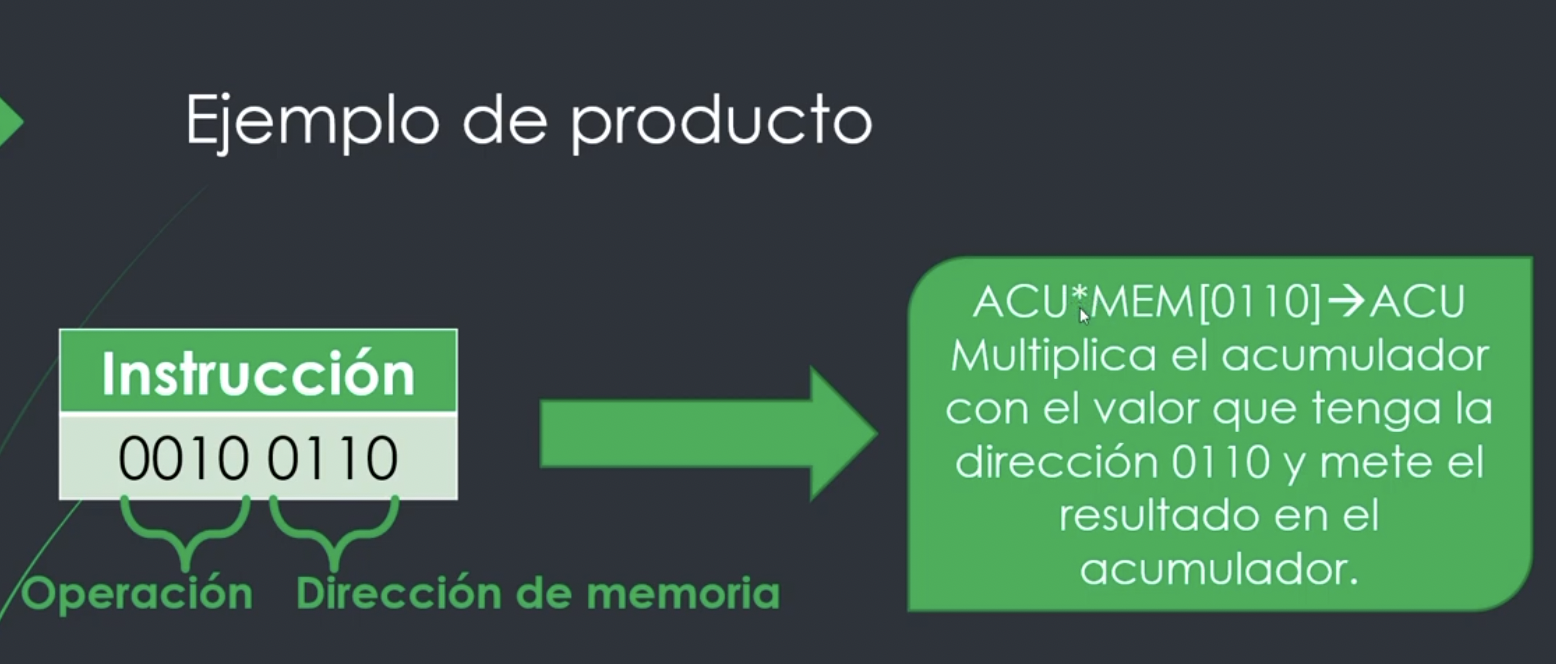 Ejemplo de producto
Instrucción
0010 0110
Operación
Dirección de memoria
ACU*MEM[0110]→ACU
Multiplica el acumulador
con el valor que tenga la
dirección 0110 y mete el
resultado en el
acumulador.